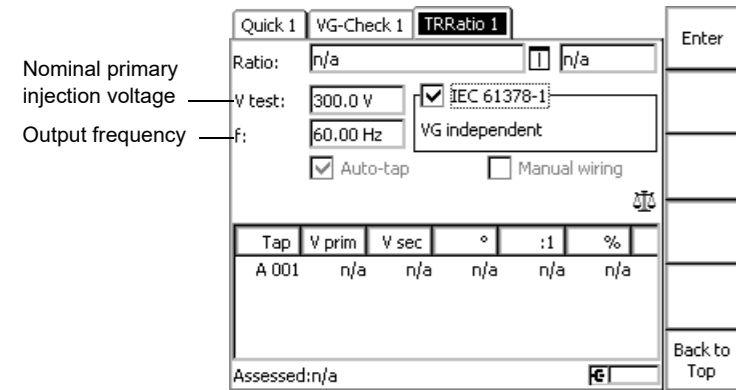 Quick 1 VG-Check 1 TRRatio 1
Enter
Ratio: n/a n/a
Nominal primary
injection voltage
V test: 300.0 V IEC 61378-1
Output frequency
f: 60.00 Hz VG independent
Auto-tap Manual wiring
Tap V prim V sec ° :1 %
A 001 n/a n/a n/a n/a n/a
Assessed:n/a
Back to
Top